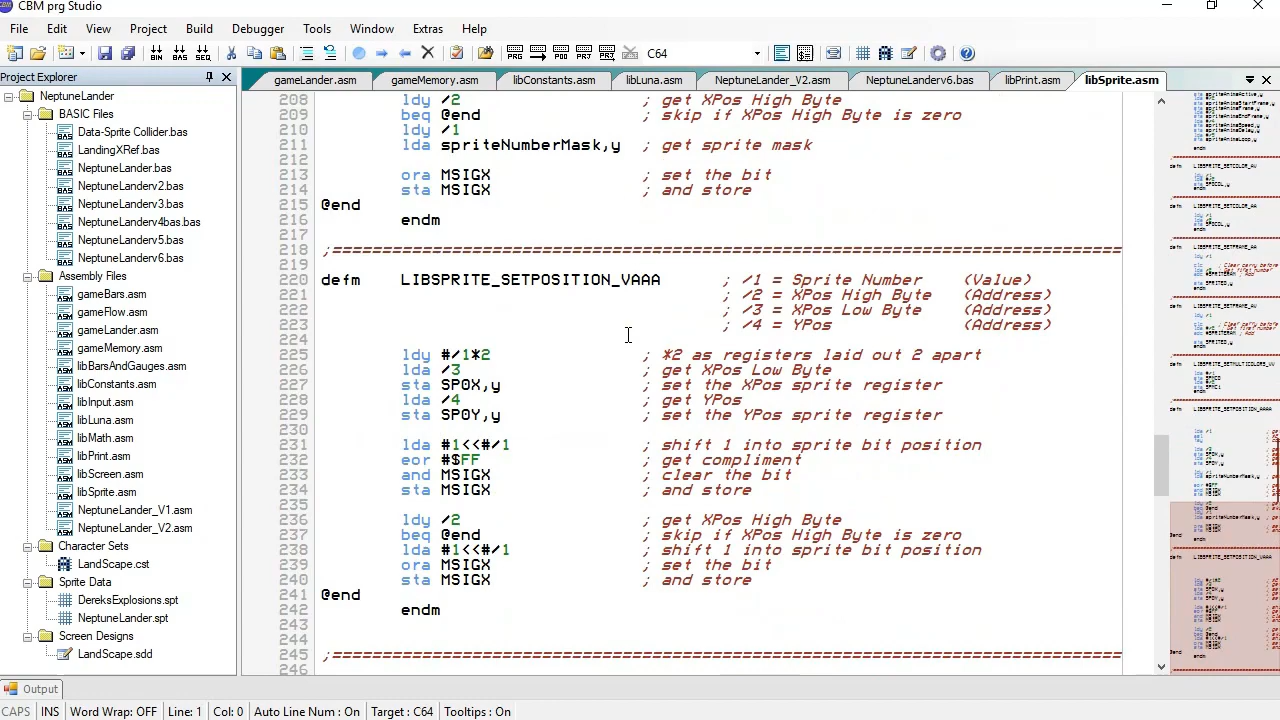 CBM prg Studio
File Edit View Project Build Debugger Tools Window Extras Help
C64
Project Explorer
gameLander.asm gameMemory.asm libConstants.asm libLuna.asm NeptuneLander_V2.asm NeptuneLanderv6.bas libPrint.asm libSprite.asm
NeptuneLander
BASIC Files
Data-Sprite Collider.bas
LandingXRef.bas
NeptuneLander.bas
NeptuneLanderv2.bas
NeptuneLanderv3.bas
NeptuneLanderv4bas.bas
NeptuneLanderv5.bas
NeptuneLanderv6.bas
Assembly Files
gameBars.asm
gameFlow.asm
gameLander.asm
gameMemory.asm
libBarsAndGauges.asm
libConstants.asm
libInput.asm
libLuna.asm
libMath.asm
libPrint.asm
libScreen.asm
libSprite.asm
NeptuneLander_V1.asm
NeptuneLander_V2.asm
Character Sets
LandScape.cst
Sprite Data
DereksExplosions.spt
NeptuneLander.spt
Screen Designs
LandScape.sdd
208 ldy /2 ; get XPos High Byte
209 beq @end ; skip if XPos High Byte is zero
210 ldy /1
211 lda spriteNumberMask,y ; get sprite mask
212
213 ora MSIGX ; set the bit
214 sta MSIGX ; and store
215 @end
216 endm
217
218 ;===============================================================================
219
220 defm LIBSPRITE_SETPOSITION_VAAA ; /1 = Sprite Number (Value)
221 ; /2 = XPos High Byte (Address)
222 ; /3 = XPos Low Byte (Address)
223 ; /4 = YPos (Address)
224
225 ldy #/1*2 ; *2 as registers laid out 2 apart
226 lda /3 ; get XPos Low Byte
227 sta SP0X,y ; set the XPos sprite register
228 lda /4 ; get YPos
229 sta SP0Y,y ; set the YPos sprite register
230
231 lda #1<<#/1 ; shift 1 into sprite bit position
232 eor #$FF ; get compliment
233 and MSIGX ; clear the bit
234 sta MSIGX ; and store
235
236 ldy /2 ; get XPos High Byte
237 beq @end ; skip if XPos High Byte is zero
238 lda #1<<#/1 ; shift 1 into sprite bit position
239 ora MSIGX ; set the bit
240 sta MSIGX ; and store
241 @end
242 endm
243
244
245 ;===============================================================================
246
Output
CAPS INS Word Wrap: OFF Line: 1 Col: 0 Auto Line Num : On Target : C64 Tooltips : On